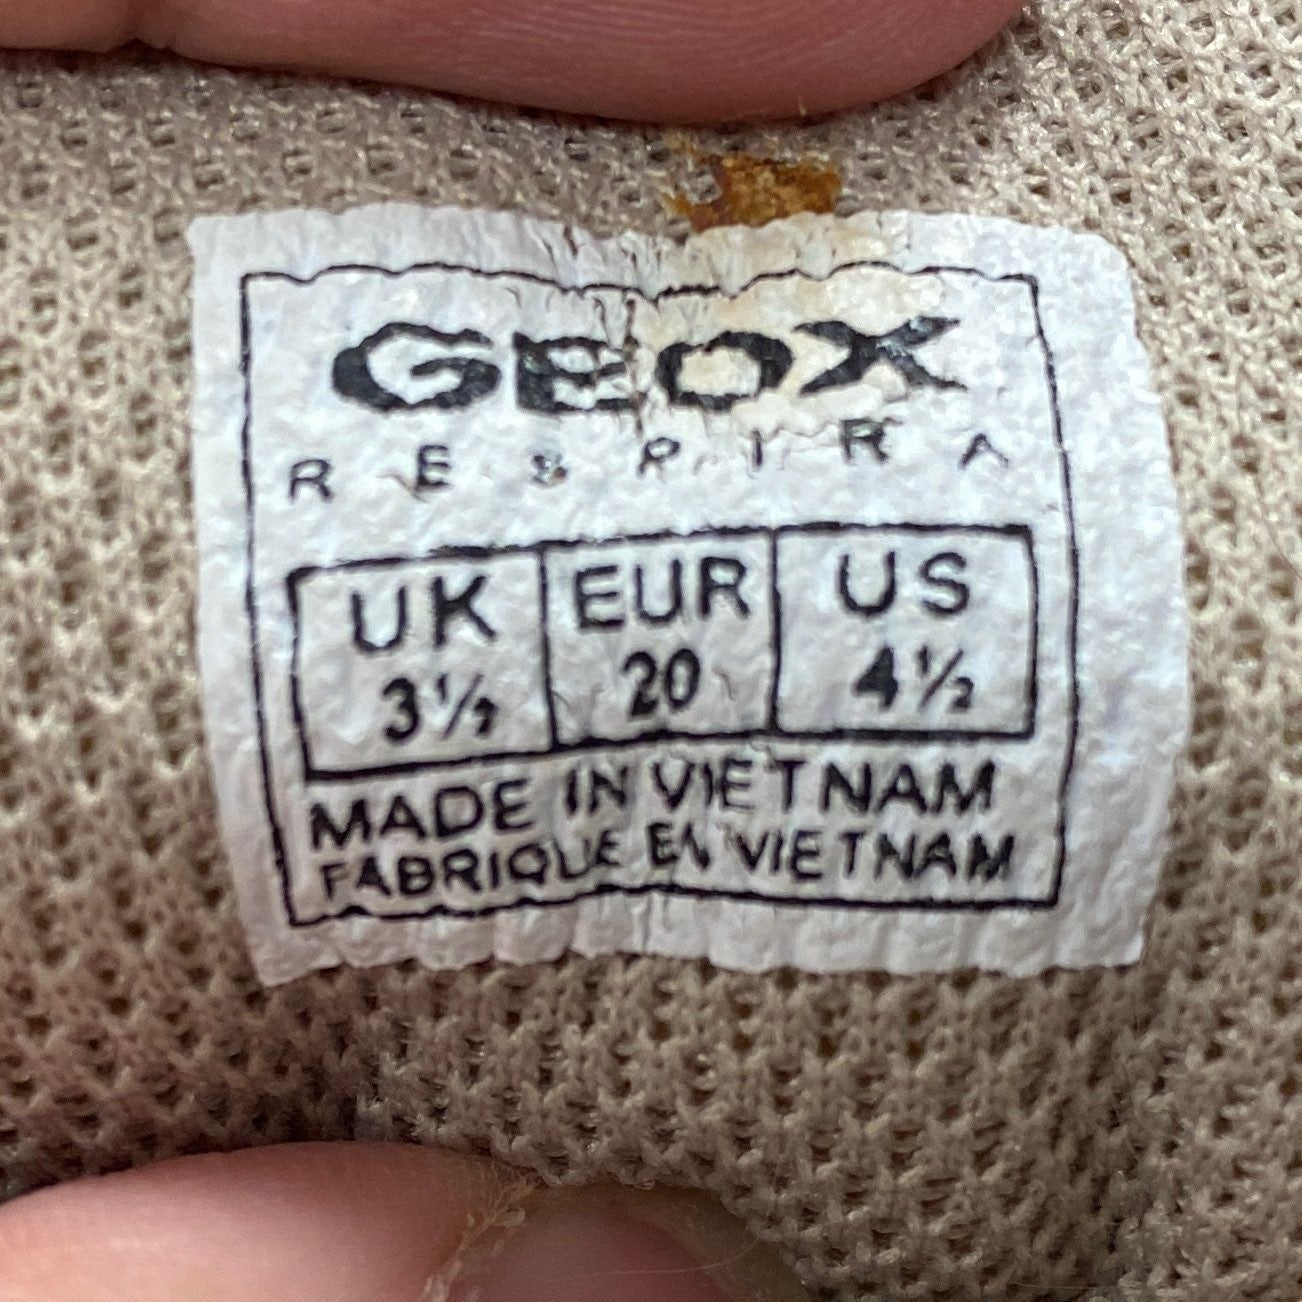 GEOX
RESPIRA
UK EUR US
3½ 20 4½
MADE IN VIETNAM
FABRIQUE EN VIETNAM